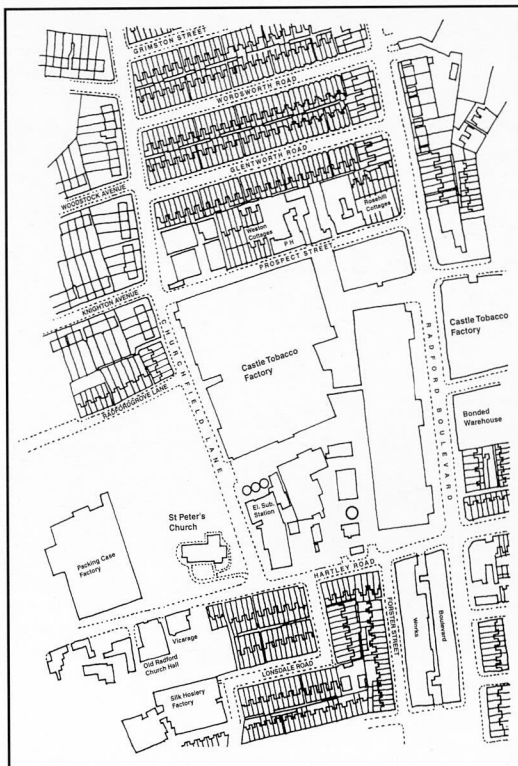 GRIMSTON STREET
WORDSWORTH ROAD
GLENTWORTH ROAD
WOODSTOCK AVENUE
Rosehill
Cottages
Weston
Cottages
P H
PROSPECT STREET
KNIGHTON AVENUE
CHURCHFIELD LANE
RADFORD BOULEVARD
Castle Tobacco
Factory
Castle Tobacco
Factory
RADFORDGROVE LANE
Bonded
Warehouse
St Peter's
Church
El. Sub.
Station
Packing Case
Factory
HARTLEY ROAD
FORSTER STREET
Boulevard
Works
Vicarage
Old Radford
Church Hall
LONSDALE ROAD
Silk Hosiery
Factory